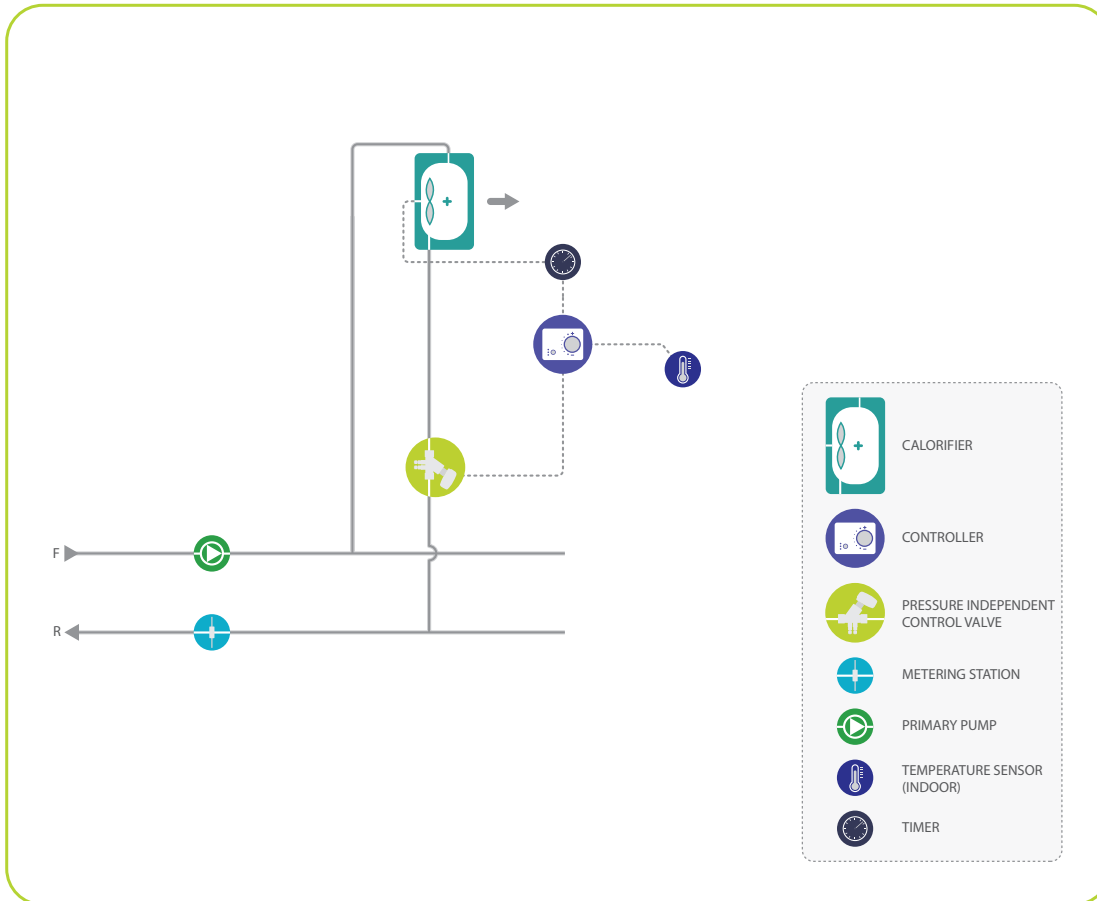 F
R
CALORIFIER
CONTROLLER
PRESSURE INDEPENDENT
CONTROL VALVE
METERING STATION
PRIMARY PUMP
TEMPERATURE SENSOR
(INDOOR)
TIMER